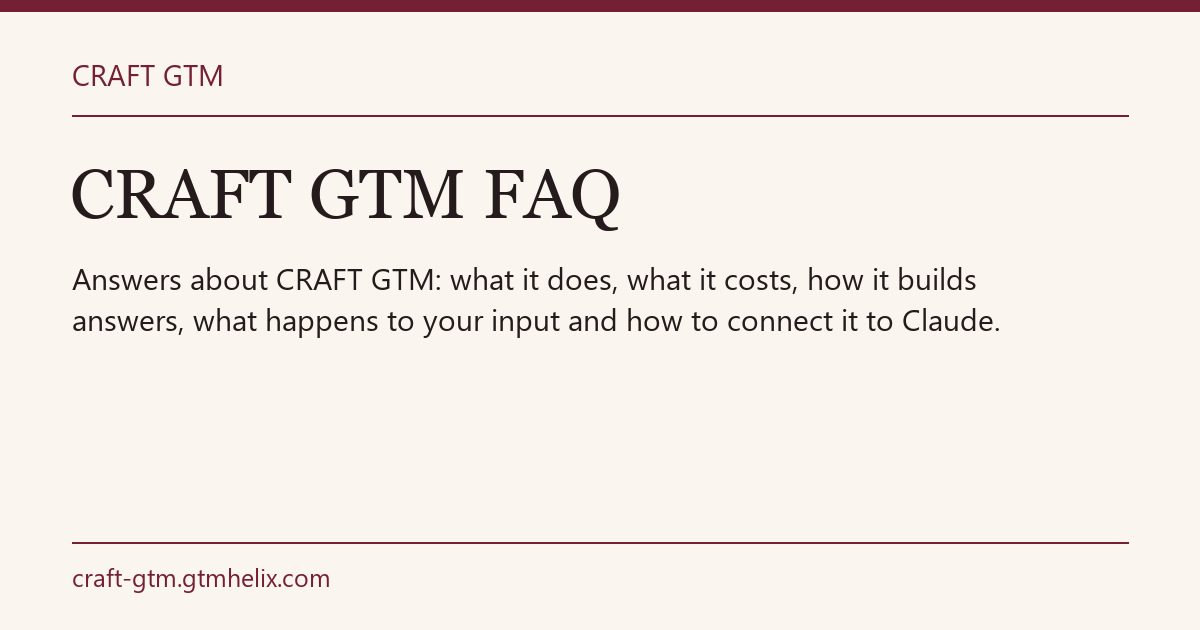 CRAFT GTM
CRAFT GTM FAQ
Answers about CRAFT GTM: what it does, what it costs, how it builds
answers, what happens to your input and how to connect it to Claude.
craft-gtm.gtmhelix.com